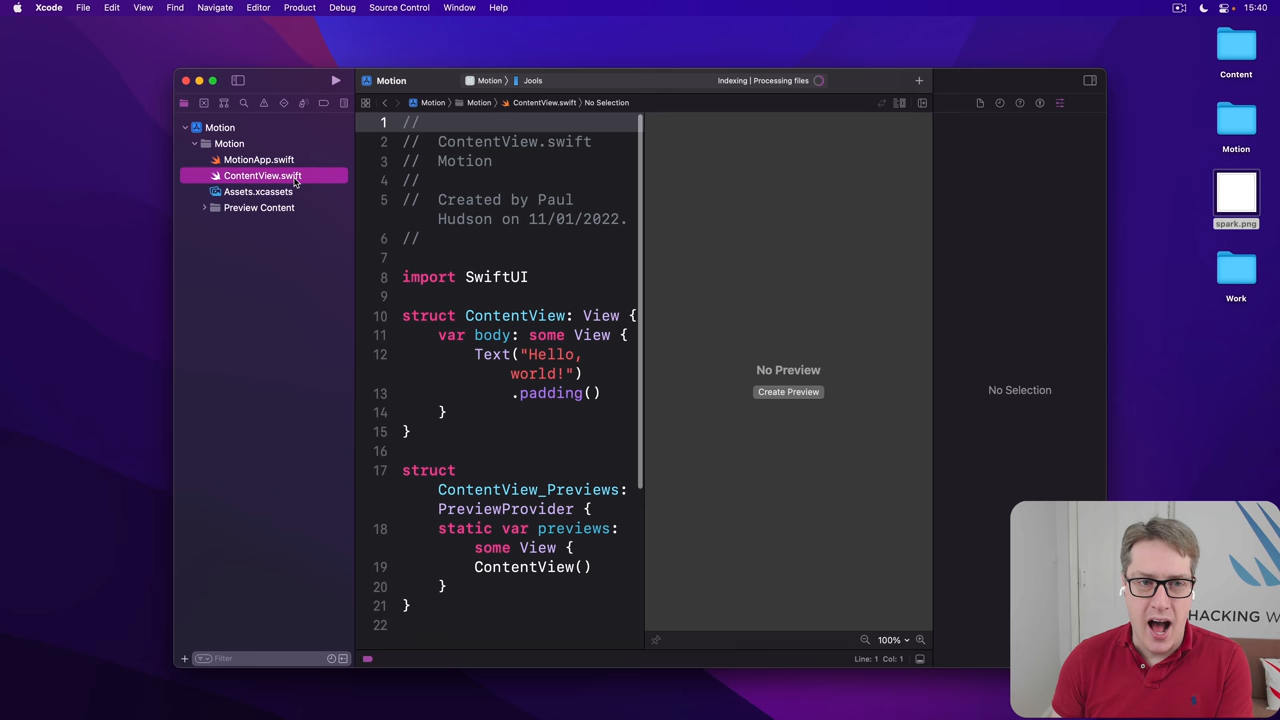 Xcode File Edit View Find Navigate Editor Product Debug Source Control Window Help 15:40
Content
Motion
spark.png
Work
Motion
Motion
MotionApp.swift
ContentView.swift
Assets.xcassets
Preview Content
Filter
Motion
Motion 〉 Jools
Indexing | Processing files
Motion 〉 Motion 〉 ContentView.swift 〉 No Selection
1 //
2 // ContentView.swift
3 // Motion
4 //
5 // Created by Paul
Hudson on 11/01/2022.
6 //
7
8 import SwiftUI
9
10 struct ContentView: View {
11 var body: some View {
12 Text("Hello,
world!")
13 .padding()
14 }
15 }
16
17 struct
ContentView_Previews:
PreviewProvider {
18 static var previews:
some View {
19 ContentView()
20 }
21 }
22
No Preview
Create Preview
100%
Line: 1 Col: 1
No Selection
HACKING W